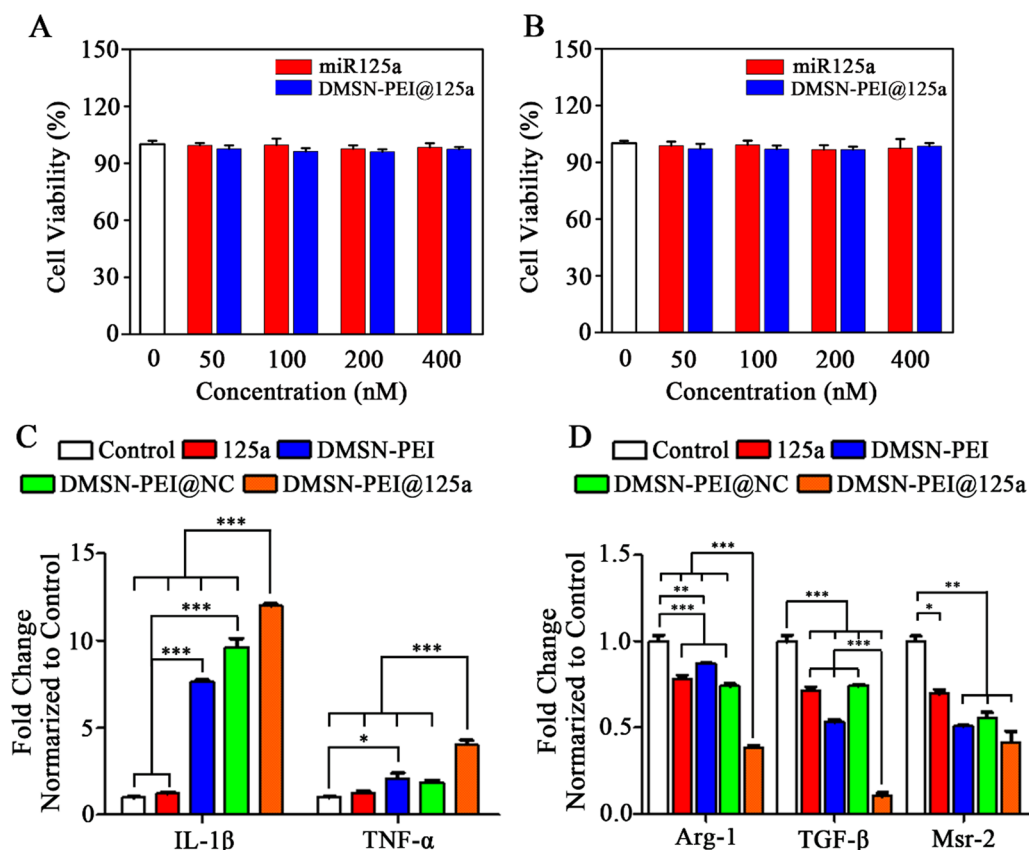 A
150
120
90
60
30
0
Cell Viability (%)
miR125a
DMSN-PEI@125a
0 50 100 200 400
Concentration (nM)
B
150
120
90
60
30
0
Cell Viability (%)
miR125a
DMSN-PEI@125a
0 50 100 200 400
Concentration (nM)
C
Control 125a DMSN-PEI
DMSN-PEI@NC DMSN-PEI@125a
15
10
5
0
Fold Change
Normarized to Control
***
***
***
***
*
IL-1β TNF-α
D
Control 125a DMSN-PEI
DMSN-PEI@NC DMSN-PEI@125a
1.5
1.0
0.5
0.0
Fold Change
Normarized to Control
***
**
***
***
***
**
*
Arg-1 TGF-β Msr-2